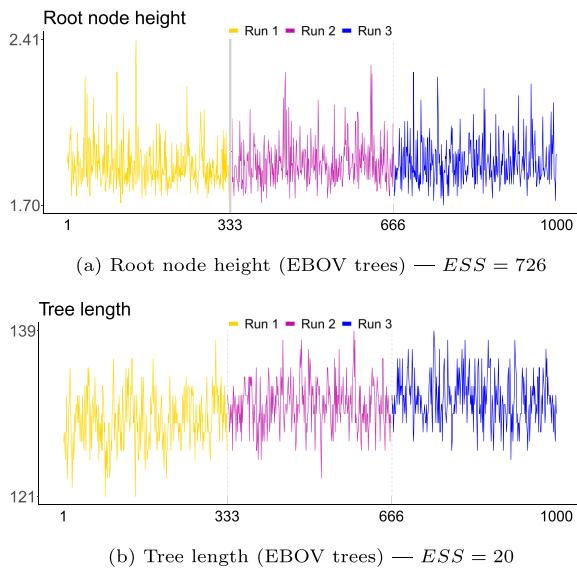 Root node height
Run 1 Run 2 Run 3
2.41
1.70
1 333 666 1000
(a) Root node height (EBOV trees) — ESS = 726
Tree length
Run 1 Run 2 Run 3
139
121
1 333 666 1000
(b) Tree length (EBOV trees) — ESS = 20